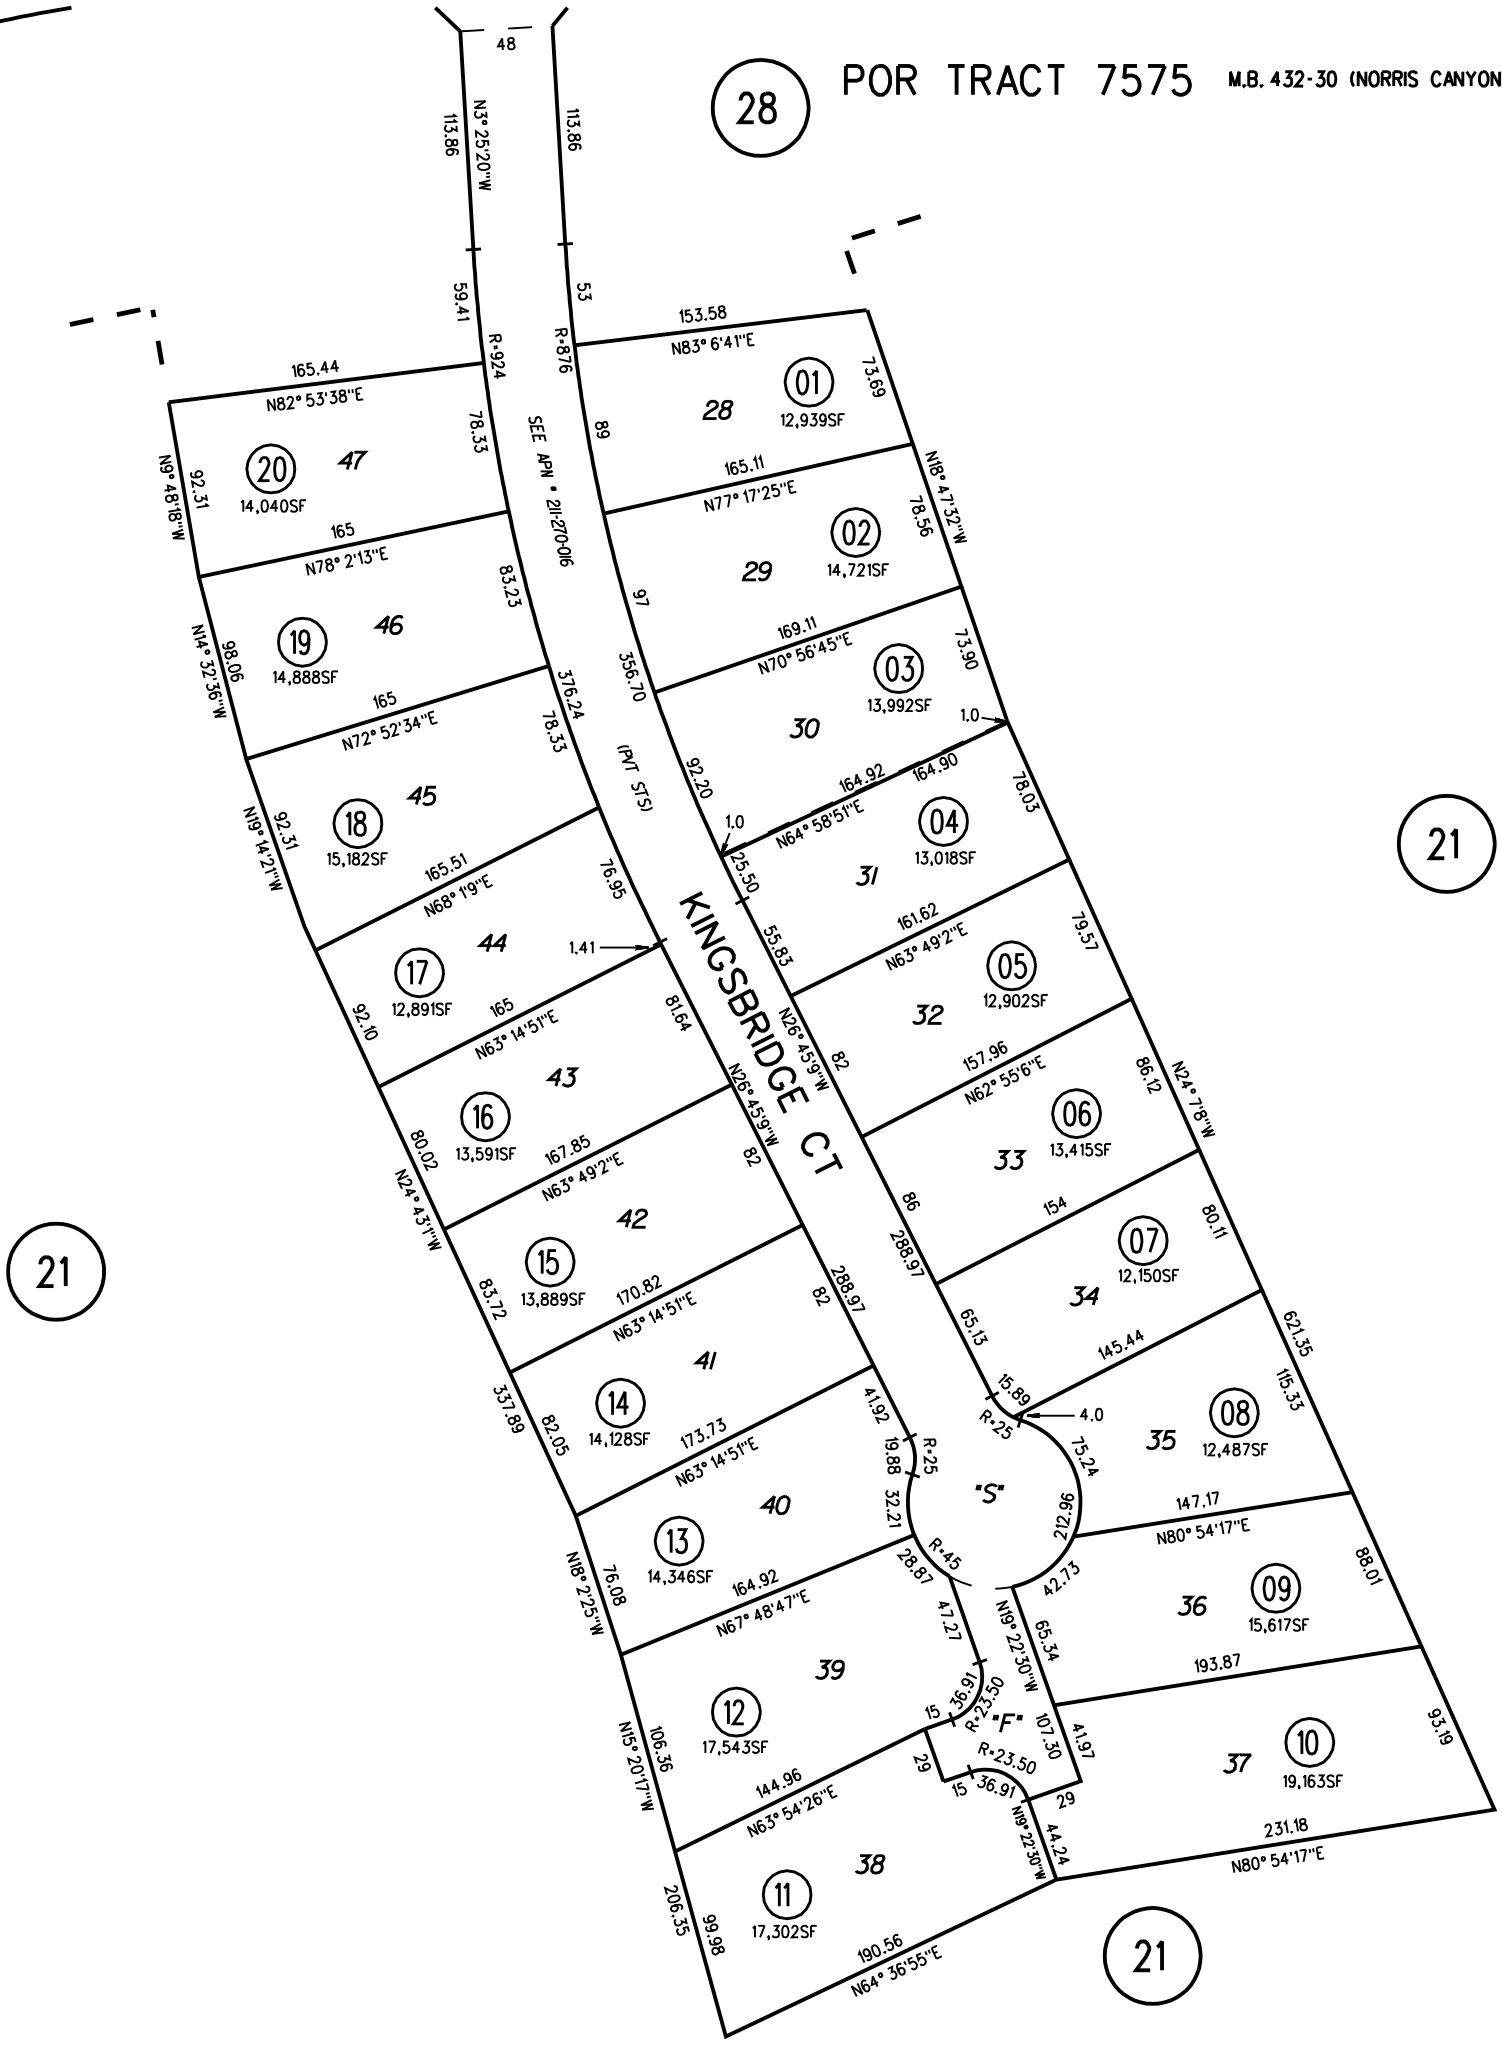 48
28
POR TRACT 7575 M.B. 432-30 (NORRIS CANYON
113.86
N3° 25'20"W
113.86
59.41
53
R=924
R=876
153.58
N83° 6'41"E
73.69
28
01
12,939SF
165.44
N82° 53'38"E
78.33
89
SEE APN # 211-270-016
20
14,040SF
47
N9° 48'18"W
92.31
165.11
N77° 17'25"E
N18° 47'32"W
78.56
02
14,721SF
29
165
N78° 2'13"E
83.23
97
19
14,888SF
46
N14° 32'36"W
98.06
169.11
N70° 56'45"E
73.90
03
13,992SF
30
1.0
356.70
376.24
78.33
165
N72° 52'34"E
(PVT STS)
92.20
164.92
164.90
N64° 58'51"E
78.03
1.0
25.50
45
18
15,182SF
N19° 14'21"W
92.31
04
13,018SF
31
21
165.51
N68° 1'9"E
76.95
KINGSBRIDGE CT
55.83
161.62
N63° 49'2"E
79.57
44
1.41
17
12,891SF
92.10
05
12,902SF
32
165
N63° 14'51"E
81.64
N26° 45'9"W
82
157.96
N62° 55'6"E
86.12
N24° 7'8"W
43
16
13,591SF
80.02
N26° 45'9"W
06
13,415SF
33
167.85
N63° 49'2"E
82
86
154
80.11
N24° 43'1"W
42
15
13,889SF
83.72
21
288.97
07
12,150SF
34
170.82
N63° 14'51"E
82
288.97
65.13
145.44
621.35
115.33
41
14
14,128SF
337.89
82.05
41.92
15.89
R=25
4.0
08
12,487SF
35
173.73
N63° 14'51"E
19.88
R=25
75.24
"S"
40
32.21
212.96
147.17
N80° 54'17"E
13
14,346SF
N18° 2'25"W
76.08
28.87
R=45
42.73
88.01
164.92
N67° 48'47"E
47.27
N19° 22'30"W
65.34
36
09
15,617SF
39
36.91
R=23.50
193.87
12
17,543SF
N15° 20'17"W
106.36
15
"F"
107.30
41.97
93.19
37
10
19,163SF
29
R=23.50
144.96
N63° 54'26"E
15
36.91
29
N19° 22'30"W
44.24
231.18
N80° 54'17"E
38
11
17,302SF
206.35
99.98
190.56
N64° 36'55"E
21